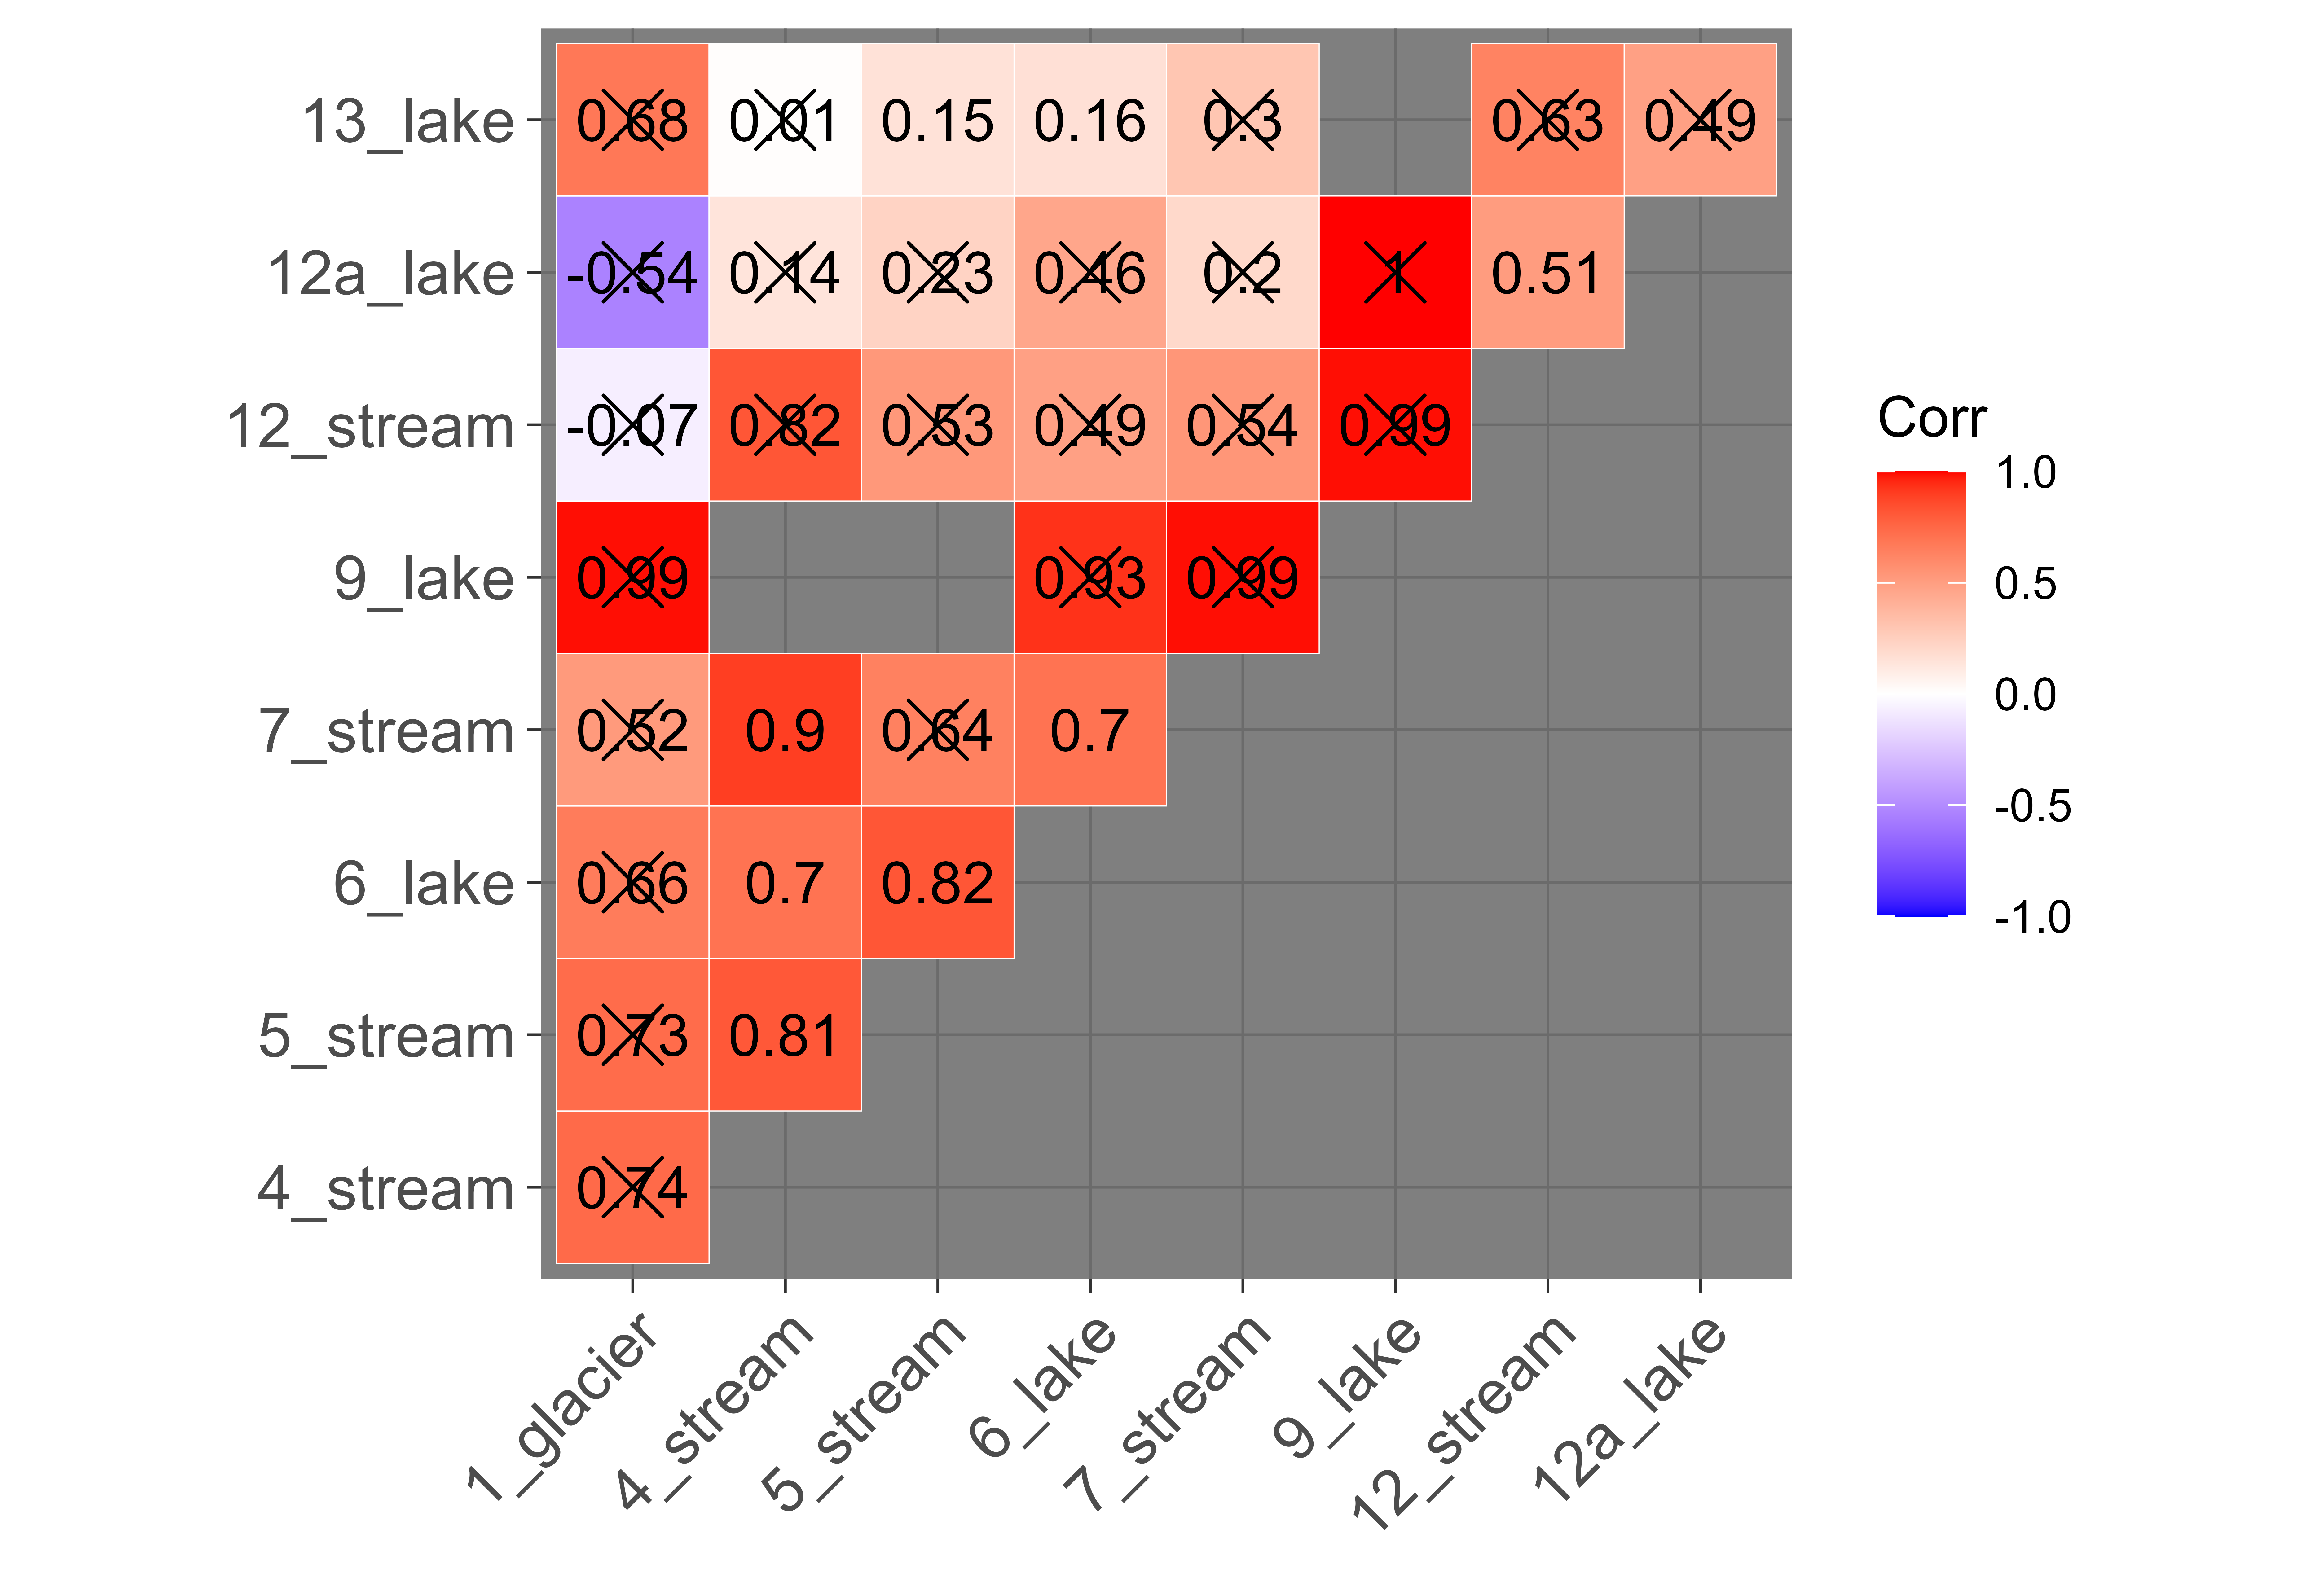 13_lake 0.68 0.01 0.15 0.16 0.3 0.63 0.49
12a_lake -0.54 0.14 0.23 0.46 0.2 1 0.51
12_stream -0.07 0.82 0.53 0.49 0.54 0.99
9_lake 0.99 0.93 0.99
7_stream 0.52 0.9 0.64 0.7
6_lake 0.66 0.7 0.82
5_stream 0.73 0.81
4_stream 0.74
1_glacier 4_stream 5_stream 6_lake 7_stream 9_lake 12_stream 12a_lake
Corr
1.0
0.5
0.0
-0.5
-1.0